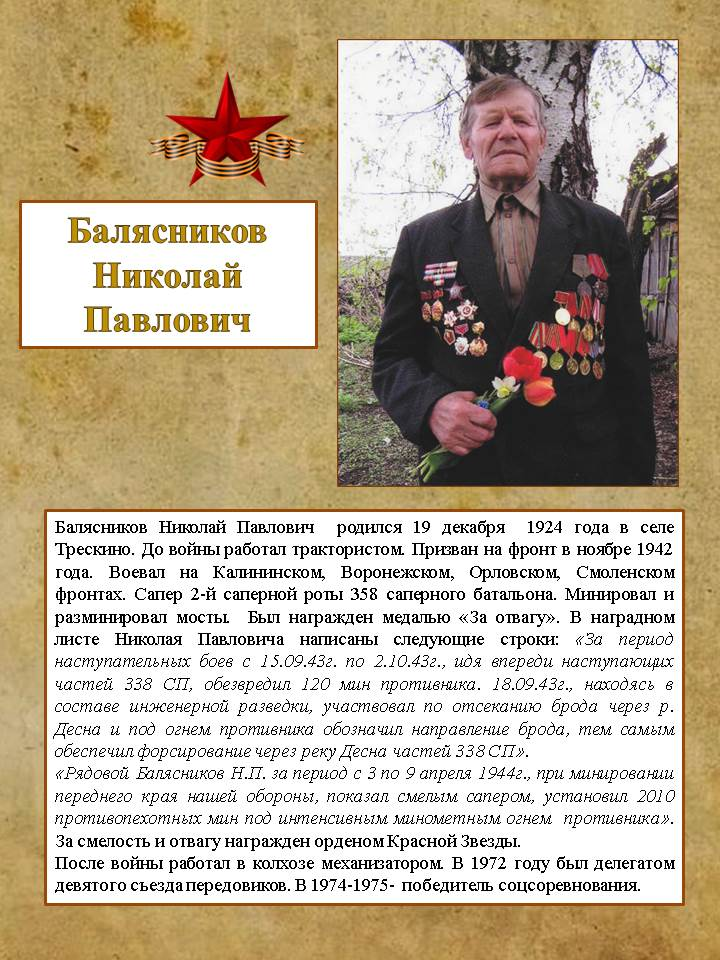 Балясников
Николай
Павлович
Балясников Николай Павлович родился 19 декабря 1924 года в селе
Трескино. До войны работал трактористом. Призван на фронт в ноябре 1942
года. Воевал на Калининском, Воронежском, Орловском, Смоленском
фронтах. Сапер 2-й саперной роты 358 саперного батальона. Минировал и
разминировал мосты. Был награжден медалью «За отвагу». В наградном
листе Николая Павловича написаны следующие строки: «За период
наступательных боев с 15.09.43г. по 2.10.43г., идя впереди наступающих
частей 338 СП, обезвредил 120 мин противника. 18.09.43г., находясь в
составе инженерной разведки, участвовал по отсеканию брода через р.
Десна и под огнем противника обозначил направление брода, тем самым
обеспечил форсирование через реку Десна частей 338 СП».
«Рядовой Балясников Н.П. за период с 3 по 9 апреля 1944г., при минировании
переднего края нашей обороны, показал смелым сапером, установил 2010
противопехотных мин под интенсивным минометным огнем противника».
За смелость и отвагу награжден орденом Красной Звезды.
После войны работал в колхозе механизатором. В 1972 году был делегатом
девятого съезда передовиков. В 1974-1975- победитель соцсоревнования.